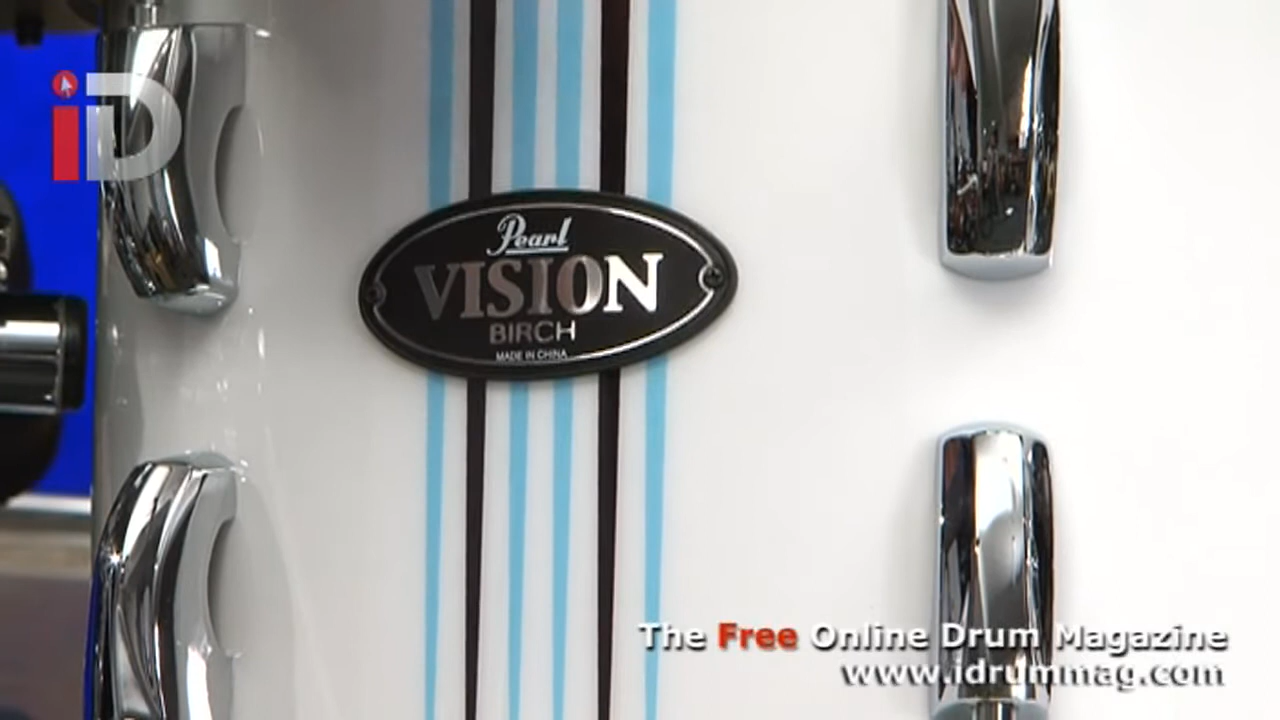 iD
Pearl
VISION
BIRCH
MADE IN CHINA
The Free Online Drum Magazine
www.idrummag.com